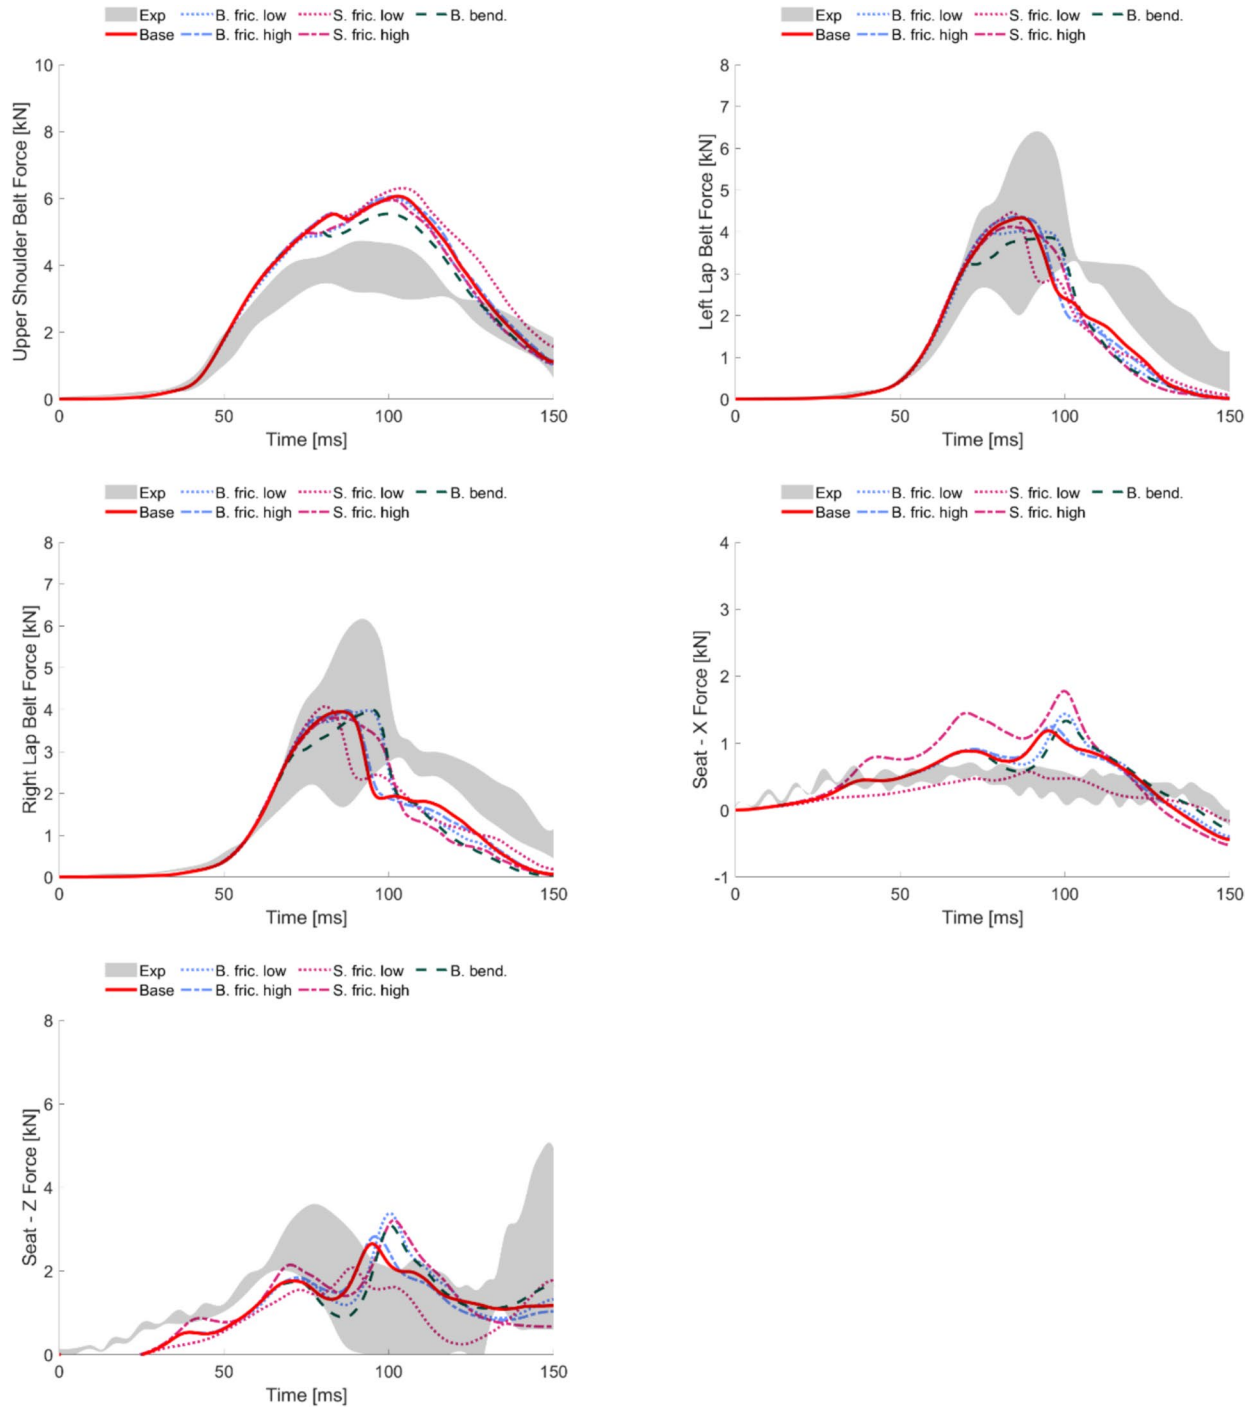 Exp B. fric. low S. fric. low B. bend.
Base B. fric. high S. fric. high
10
8
6
4
2
0
Upper Shoulder Belt Force [kN]
0 50 100 150
Time [ms]
Exp B. fric. low S. fric. low B. bend.
Base B. fric. high S. fric. high
8
7
6
5
4
3
2
1
0
Left Lap Belt Force [kN]
0 50 100 150
Time [ms]
Exp B. fric. low S. fric. low B. bend.
Base B. fric. high S. fric. high
8
7
6
5
4
3
2
1
0
Right Lap Belt Force [kN]
0 50 100 150
Time [ms]
Exp B. fric. low S. fric. low B. bend.
Base B. fric. high S. fric. high
4
3
2
1
0
-1
Seat - X Force [kN]
0 50 100 150
Time [ms]
Exp B. fric. low S. fric. low B. bend.
Base B. fric. high S. fric. high
8
6
4
2
0
Seat - Z Force [kN]
0 50 100 150
Time [ms]